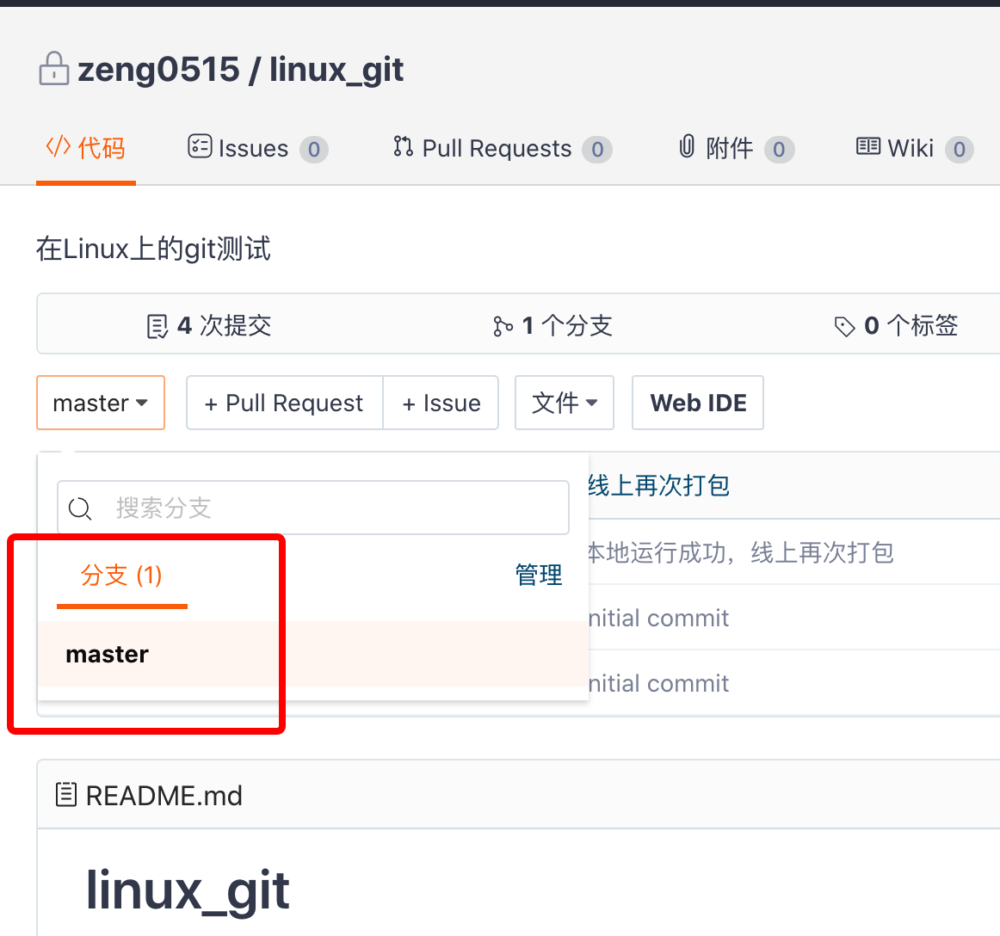 zeng0515 / linux_git
代码 Issues 0 Pull Requests 0 附件 0 Wiki 0
在Linux上的git测试
4 次提交 1 个分支 0 个标签
master + Pull Request + Issue 文件 Web IDE
线上再次打包
搜索分支
本地运行成功，线上再次打包
分支 (1) 管理
nitial commit
master
nitial commit
README.md
linux_git